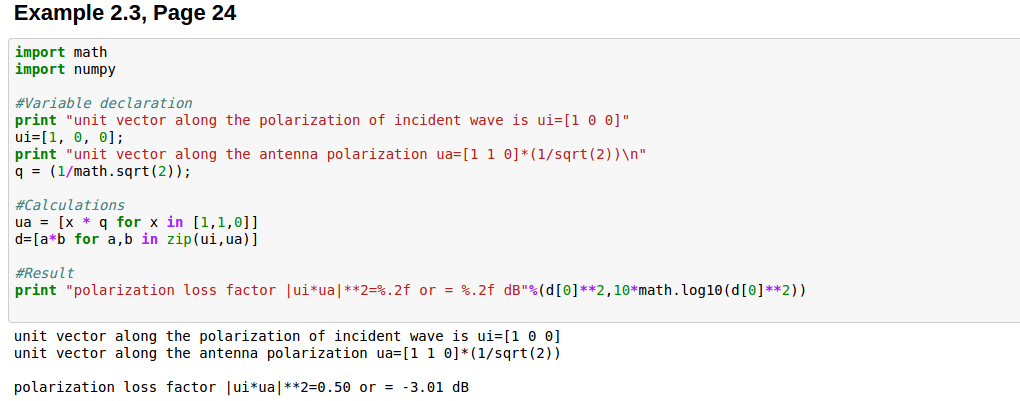 Example 2.3, Page 24
import math
import numpy
#Variable declaration
print "unit vector along the polarization of incident wave is ui=[1 0 0]"
ui=[1, 0, 0];
print "unit vector along the antenna polarization ua=[1 1 0]*(1/sqrt(2))\n"
q = (1/math.sqrt(2));
#Calculations
ua = [x * q for x in [1,1,0]]
d=[a*b for a,b in zip(ui,ua)]
#Result
print "polarization loss factor |ui*ua|**2=%.2f or = %.2f dB"%(d[0]**2,10*math.log10(d[0]**2))
unit vector along the polarization of incident wave is ui=[1 0 0]
unit vector along the antenna polarization ua=[1 1 0]*(1/sqrt(2))
polarization loss factor |ui*ua|**2=0.50 or = -3.01 dB